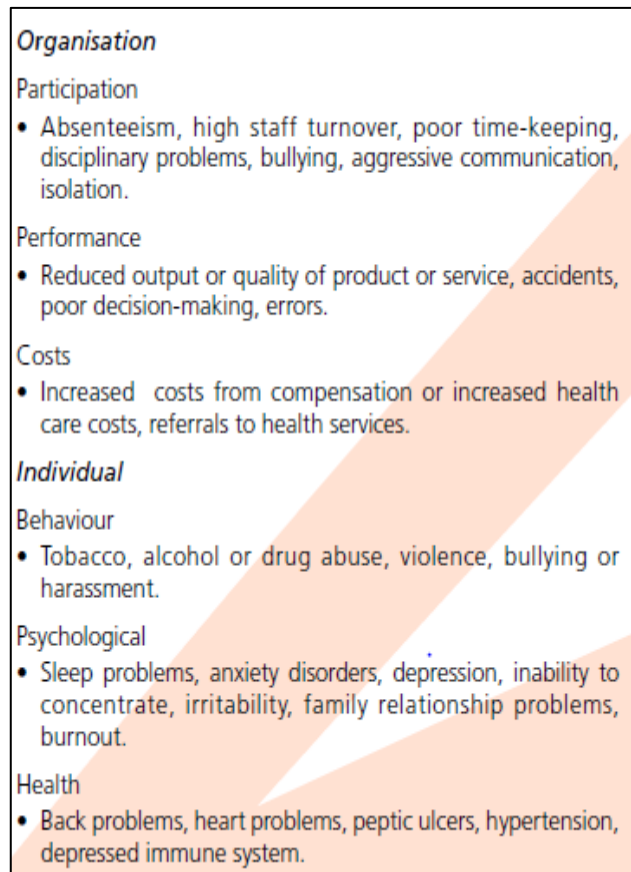 Organisation
Participation
• Absenteeism, high staff turnover, poor time-keeping,
disciplinary problems, bullying, aggressive communication,
isolation.
Performance
• Reduced output or quality of product or service, accidents,
poor decision-making, errors.
Costs
• Increased costs from compensation or increased health
care costs, referrals to health services.
Individual
Behaviour
• Tobacco, alcohol or drug abuse, violence, bullying or
harassment.
Psychological
• Sleep problems, anxiety disorders, depression, inability to
concentrate, irritability, family relationship problems,
burnout.
Health
• Back problems, heart problems, peptic ulcers, hypertension,
depressed immune system.